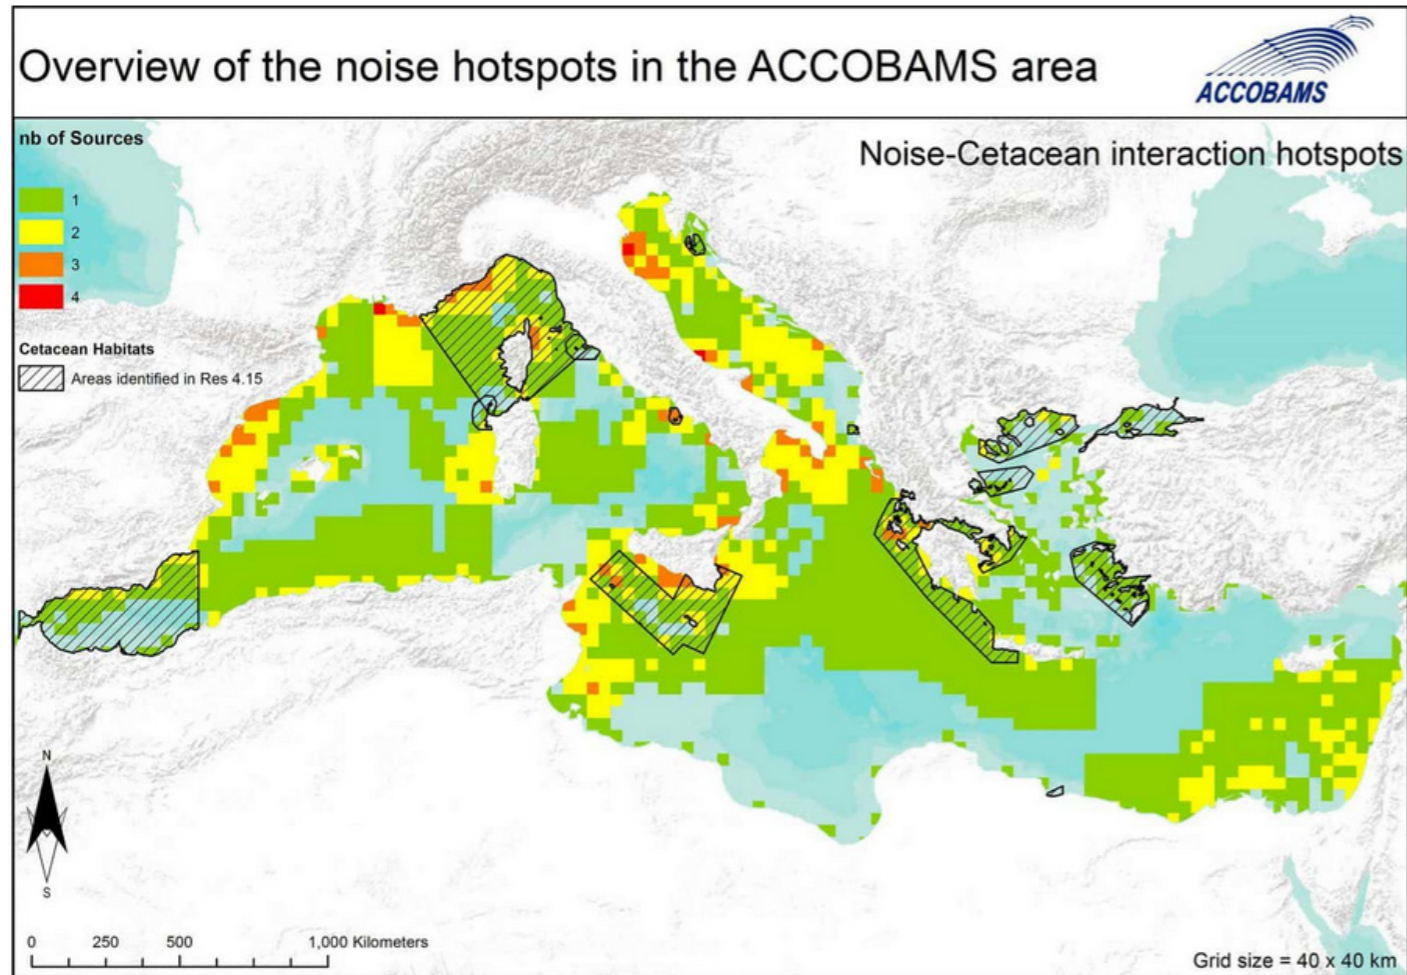 Overview of the noise hotspots in the ACCOBAMS area
ACCOBAMS
nb of Sources
Noise-Cetacean interaction hotspots
1
2
3
4
Cetacean Habitats
Areas identified in Res 4.15
N
S
0 250 500 1,000 Kilometers
Grid size = 40 x 40 km